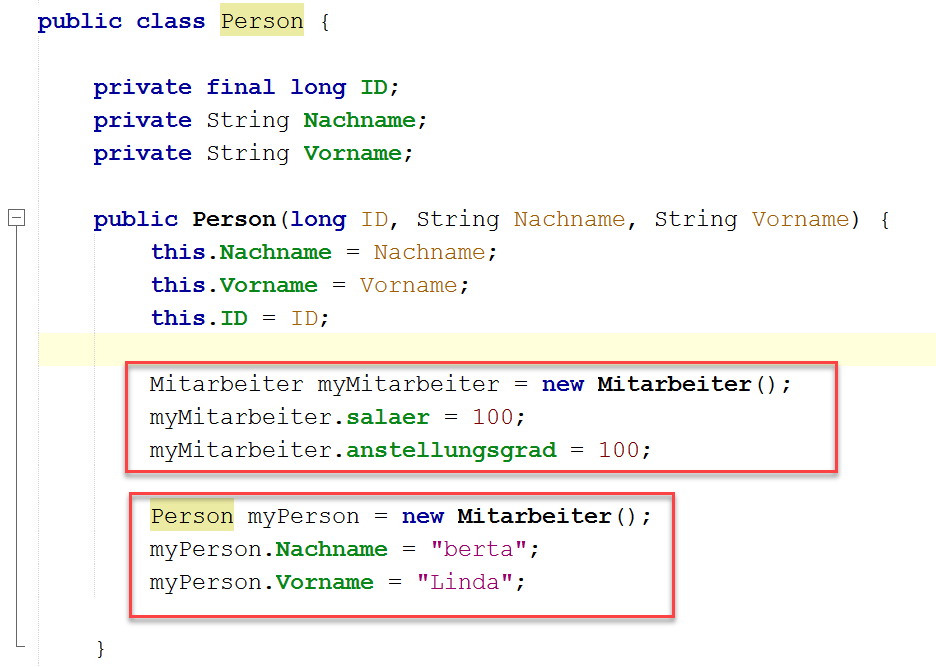 public class Person {
private final long ID;
private String Nachname;
private String Vorname;
public Person(long ID, String Nachname, String Vorname) {
this.Nachname = Nachname;
this.Vorname = Vorname;
this.ID = ID;
Mitarbeiter myMitarbeiter = new Mitarbeiter();
myMitarbeiter.salaer = 100;
myMitarbeiter.anstellungsgrad = 100;
Person myPerson = new Mitarbeiter();
myPerson.Nachname = "berta";
myPerson.Vorname = "Linda";
}